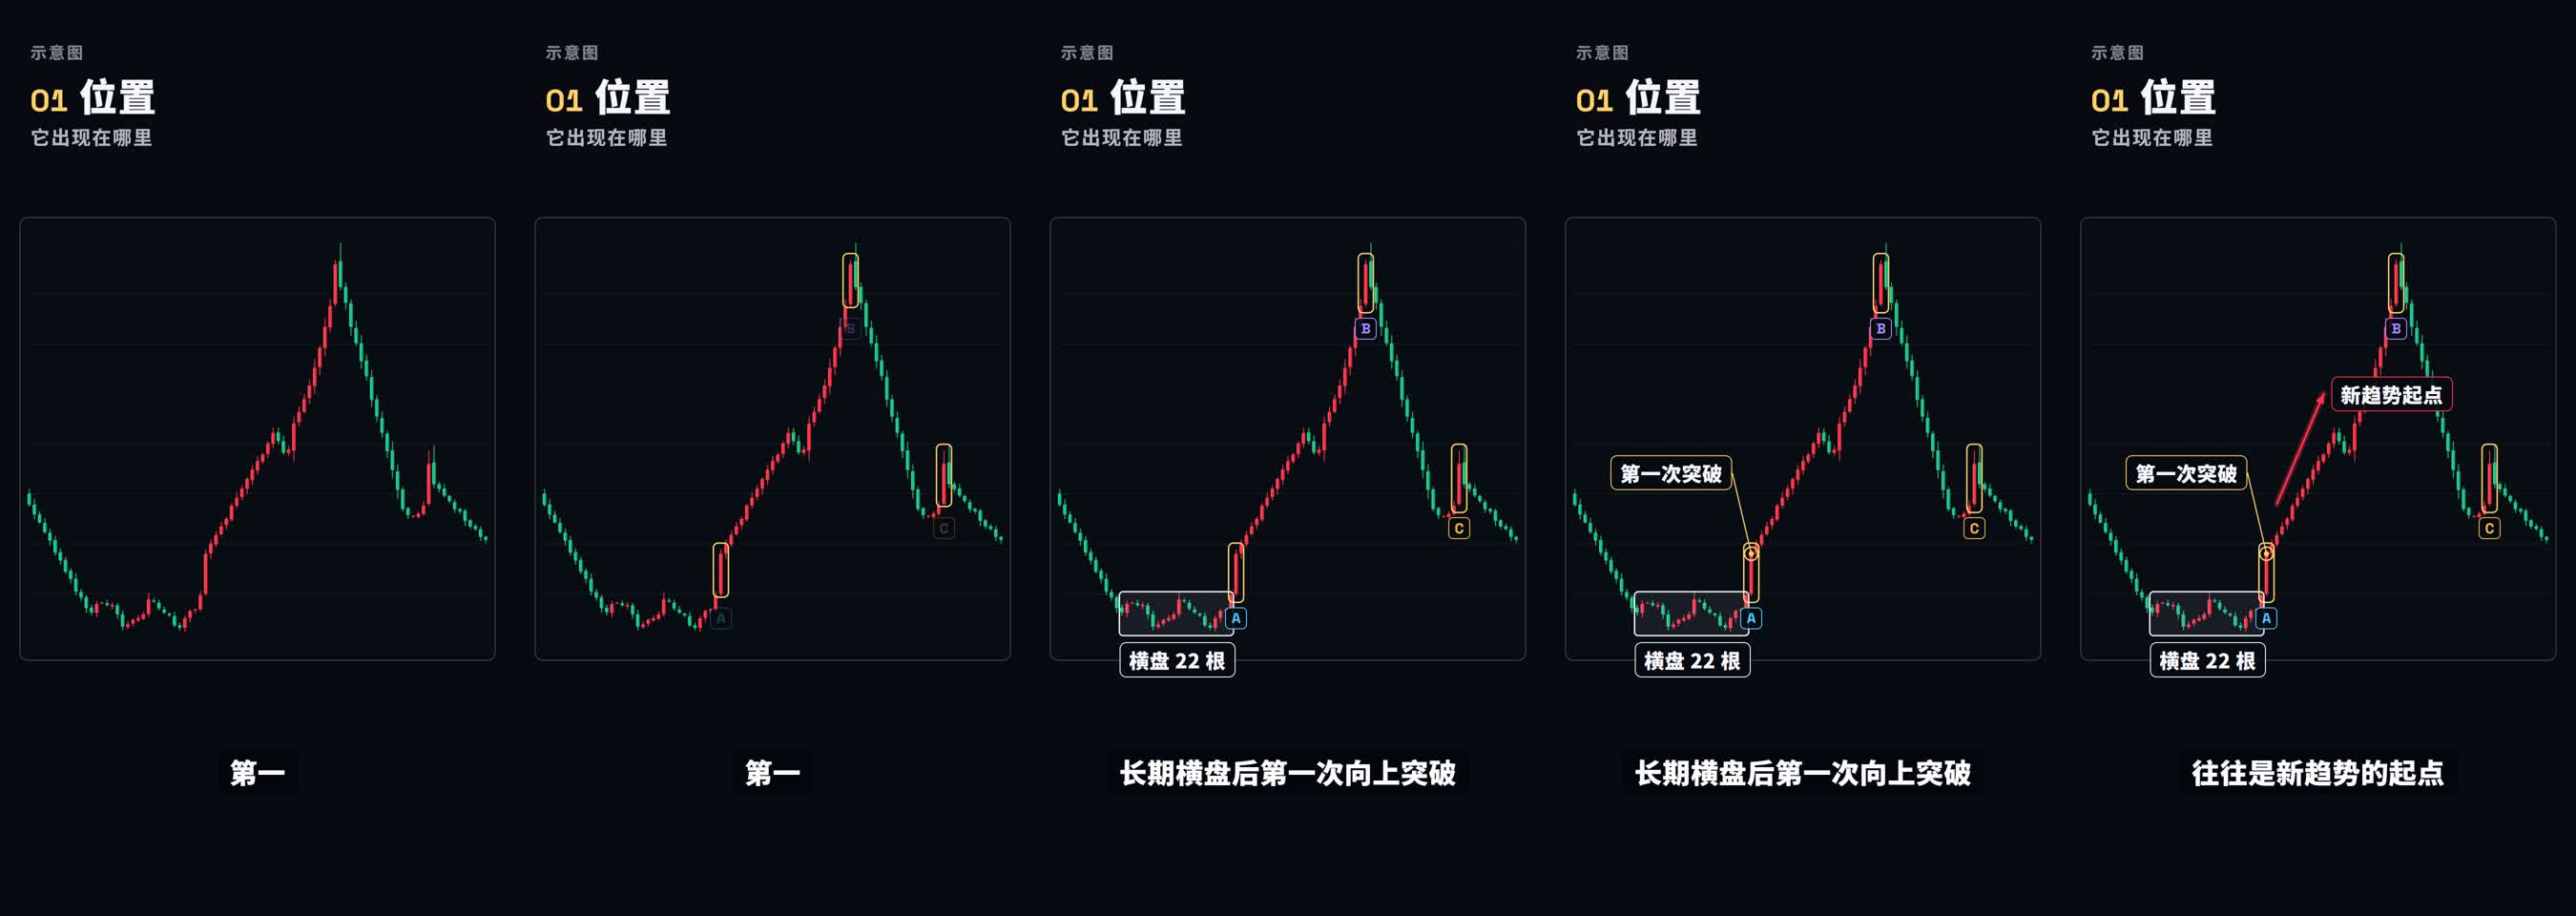 示意图
01 位置
它出现在哪里
第一
示意图
01 位置
它出现在哪里
B
C
A
第一
示意图
01 位置
它出现在哪里
B
C
A
横盘 22 根
长期横盘后第一次向上突破
示意图
01 位置
它出现在哪里
B
第一次突破
C
A
横盘 22 根
长期横盘后第一次向上突破
示意图
01 位置
它出现在哪里
B
新趋势起点
第一次突破
C
A
横盘 22 根
往往是新趋势的起点